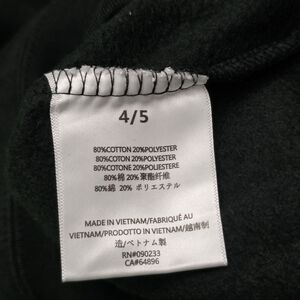 4/5
80%COTTON 20%POLYESTER
80%COTON 20%POLYESTER
80%COTONE 20%POLIESTERE
80%棉 20%聚酯纤维
80%綿 20% ポリエステル
MADE IN VIETNAM/FABRIQUÉ AU
VIETNAM/PRODOTTO IN VIETNAM/越南制
造/ベトナム製
RN#090233
CA#64896